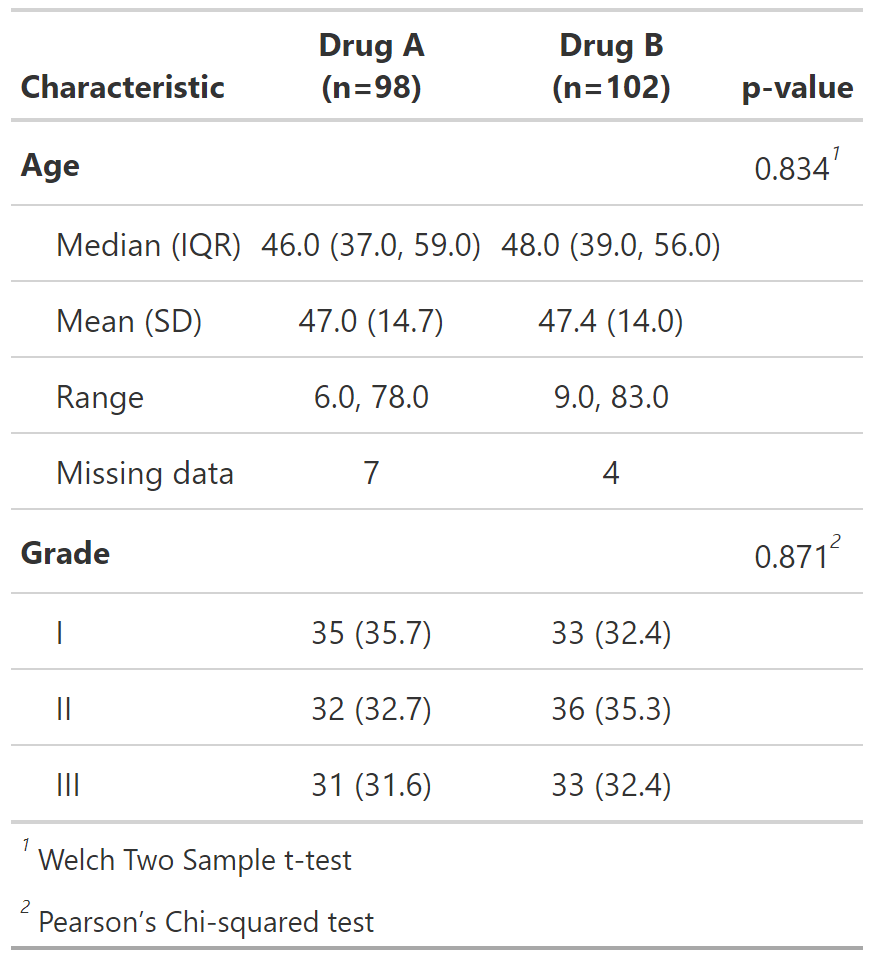 Characteristic Drug A (n=98) Drug B (n=102) p-value
Age 0.834¹
Median (IQR) 46.0 (37.0, 59.0) 48.0 (39.0, 56.0)
Mean (SD) 47.0 (14.7) 47.4 (14.0)
Range 6.0, 78.0 9.0, 83.0
Missing data 7 4
Grade 0.871²
I 35 (35.7) 33 (32.4)
II 32 (32.7) 36 (35.3)
III 31 (31.6) 33 (32.4)
¹ Welch Two Sample t-test
² Pearson’s Chi-squared test